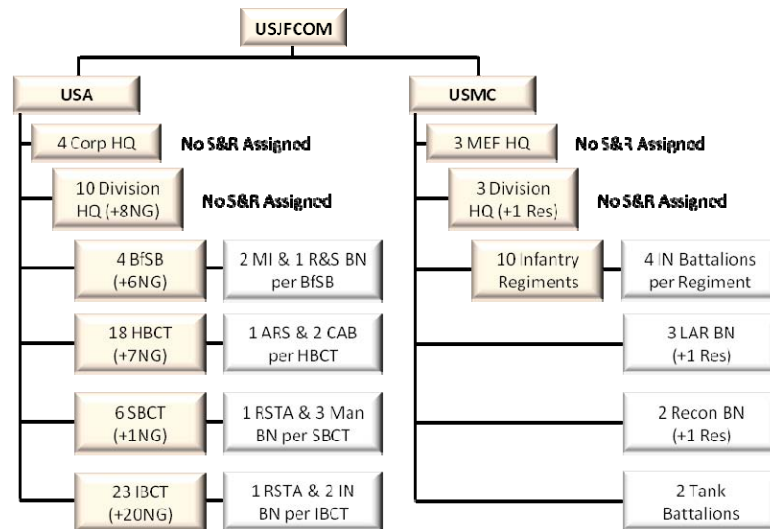 USJFCOM
USA
4 Corp HQ
No S&R Assigned
10 Division
HQ (+8NG)
No S&R Assigned
4 BfSB
(+6NG)
2 MI & 1 R&S BN
per BfSB
18 HBCT
(+7NG)
1 ARS & 2 CAB
per HBCT
6 SBCT
(+1NG)
1 RSTA & 3 Man
BN per SBCT
23 IBCT
(+20NG)
1 RSTA & 2 IN
BN per IBCT
USMC
3 MEF HQ
No S&R Assigned
3 Division
HQ (+1 Res)
No S&R Assigned
10 Infantry
Regiments
4 IN Battalions
per Regiment
3 LAR BN
(+1 Res)
2 Recon BN
(+1 Res)
2 Tank
Battalions